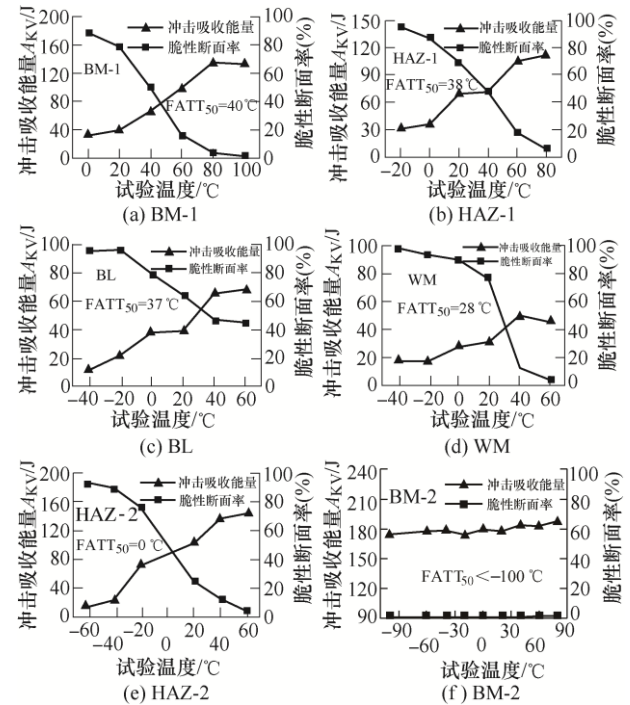 冲击吸收能量AKV/J
200
160
120
80
40
0
冲击吸收能量
脆性断面率
BM-1
FATT50=40℃
100
80
60
40
20
0
脆性断面率(%)
0 20 40 60 80 100
试验温度/℃
(a) BM-1
冲击吸收能量AKV/J
150
120
90
60
30
0
冲击吸收能量
脆性断面率
HAZ-1
FATT50=38℃
100
80
60
40
20
0
脆性断面率(%)
-20 0 20 40 60 80
试验温度/℃
(b) HAZ-1
冲击吸收能量AKV/J
100
80
60
40
20
0
冲击吸收能量
脆性断面率
BL
FATT50=37℃
100
80
60
40
20
0
脆性断面率(%)
-40 -20 0 20 40 60
试验温度/℃
(c) BL
冲击吸收能量AKV/J
100
80
60
40
20
0
冲击吸收能量
脆性断面率
WM
FATT50=28℃
100
80
60
40
20
0
脆性断面率(%)
-40 -20 0 20 40 60
试验温度/℃
(d) WM
冲击吸收能量AKV/J
200
160
120
80
40
0
冲击吸收能量
脆性断面率
HAZ-2
FATT50=0 ℃
100
80
60
40
20
0
脆性断面率(%)
-60 -40 -20 0 20 40 60
试验温度/℃
(e) HAZ-2
冲击吸收能量AKV/J
240
210
180
150
120
90
冲击吸收能量
脆性断面率
BM-2
FATT50＜-100 ℃
100
80
60
40
20
0
脆性断面率(%)
-90 -60 -30 0 30 60 90
试验温度/℃
(f) BM-2